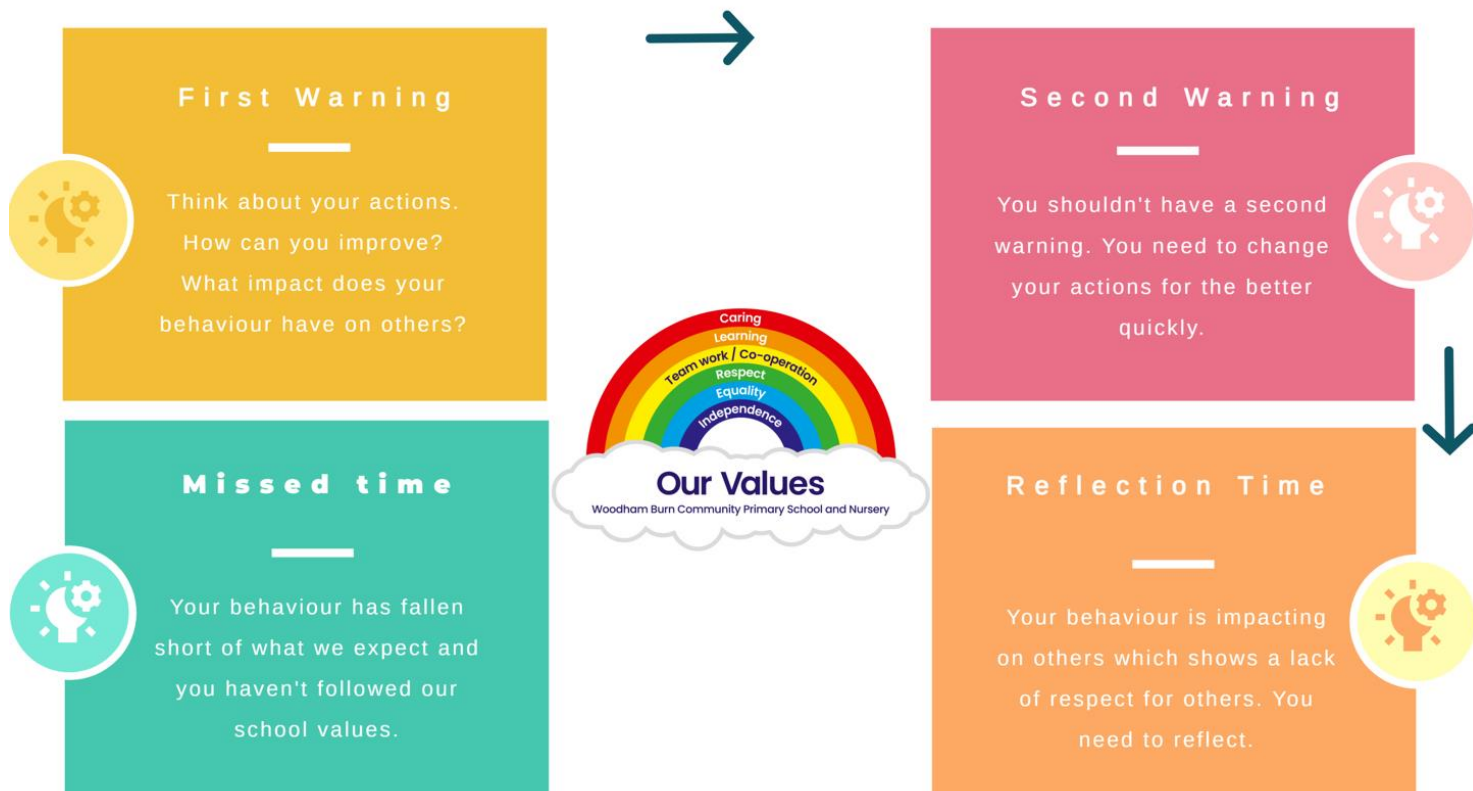 First Warning
Think about your actions.
How can you improve?
What impact does your
behaviour have on others?
Second Warning
You shouldn't have a second
warning. You need to change
your actions for the better
quickly.
Caring
Learning
Team work / Co-operation
Respect
Equality
Independence
Our Values
Woodham Burn Community Primary School and Nursery
Reflection Time
Your behaviour is impacting
on others which shows a lack
of respect for others. You
need to reflect.
Missed time
Your behaviour has fallen
short of what we expect and
you haven't followed our
school values.